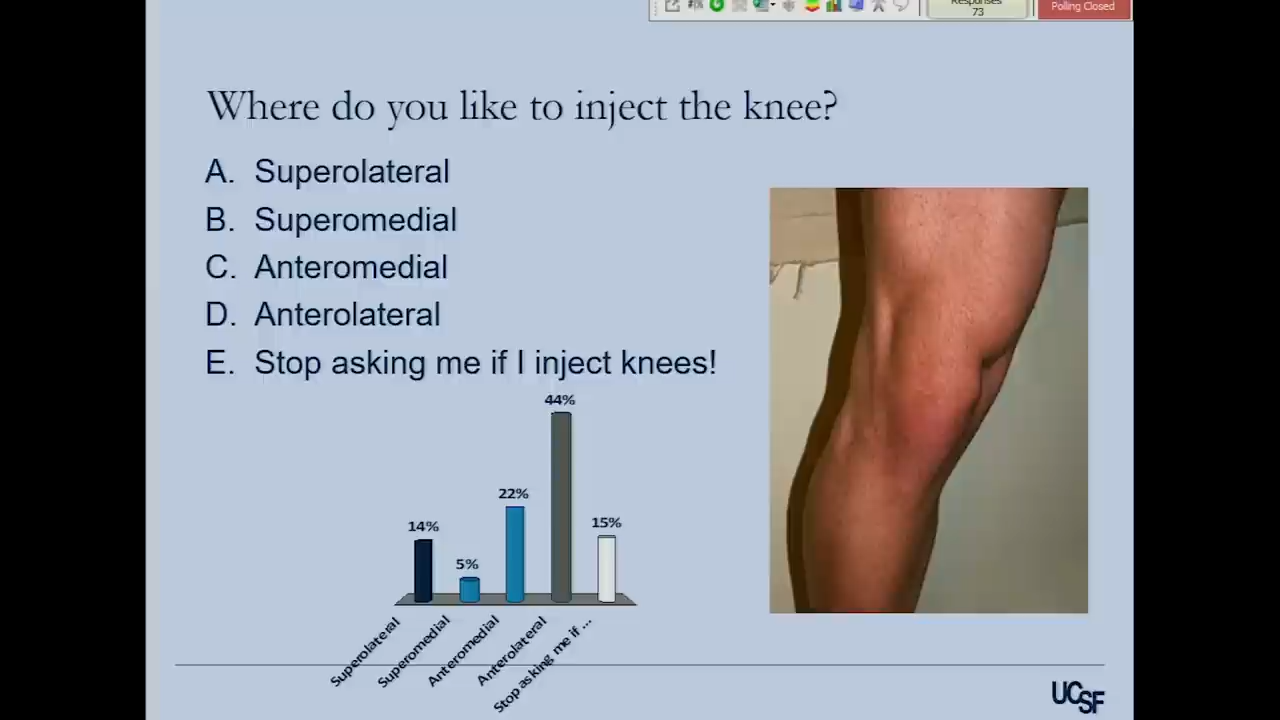 Responses
73
Polling Closed
Where do you like to inject the knee?
A. Superolateral
B. Superomedial
C. Anteromedial
D. Anterolateral
E. Stop asking me if I inject knees!
44%
22%
14%
15%
5%
Superolateral
Superomedial
Anteromedial
Anterolateral
Stop asking me if ...
UCSF